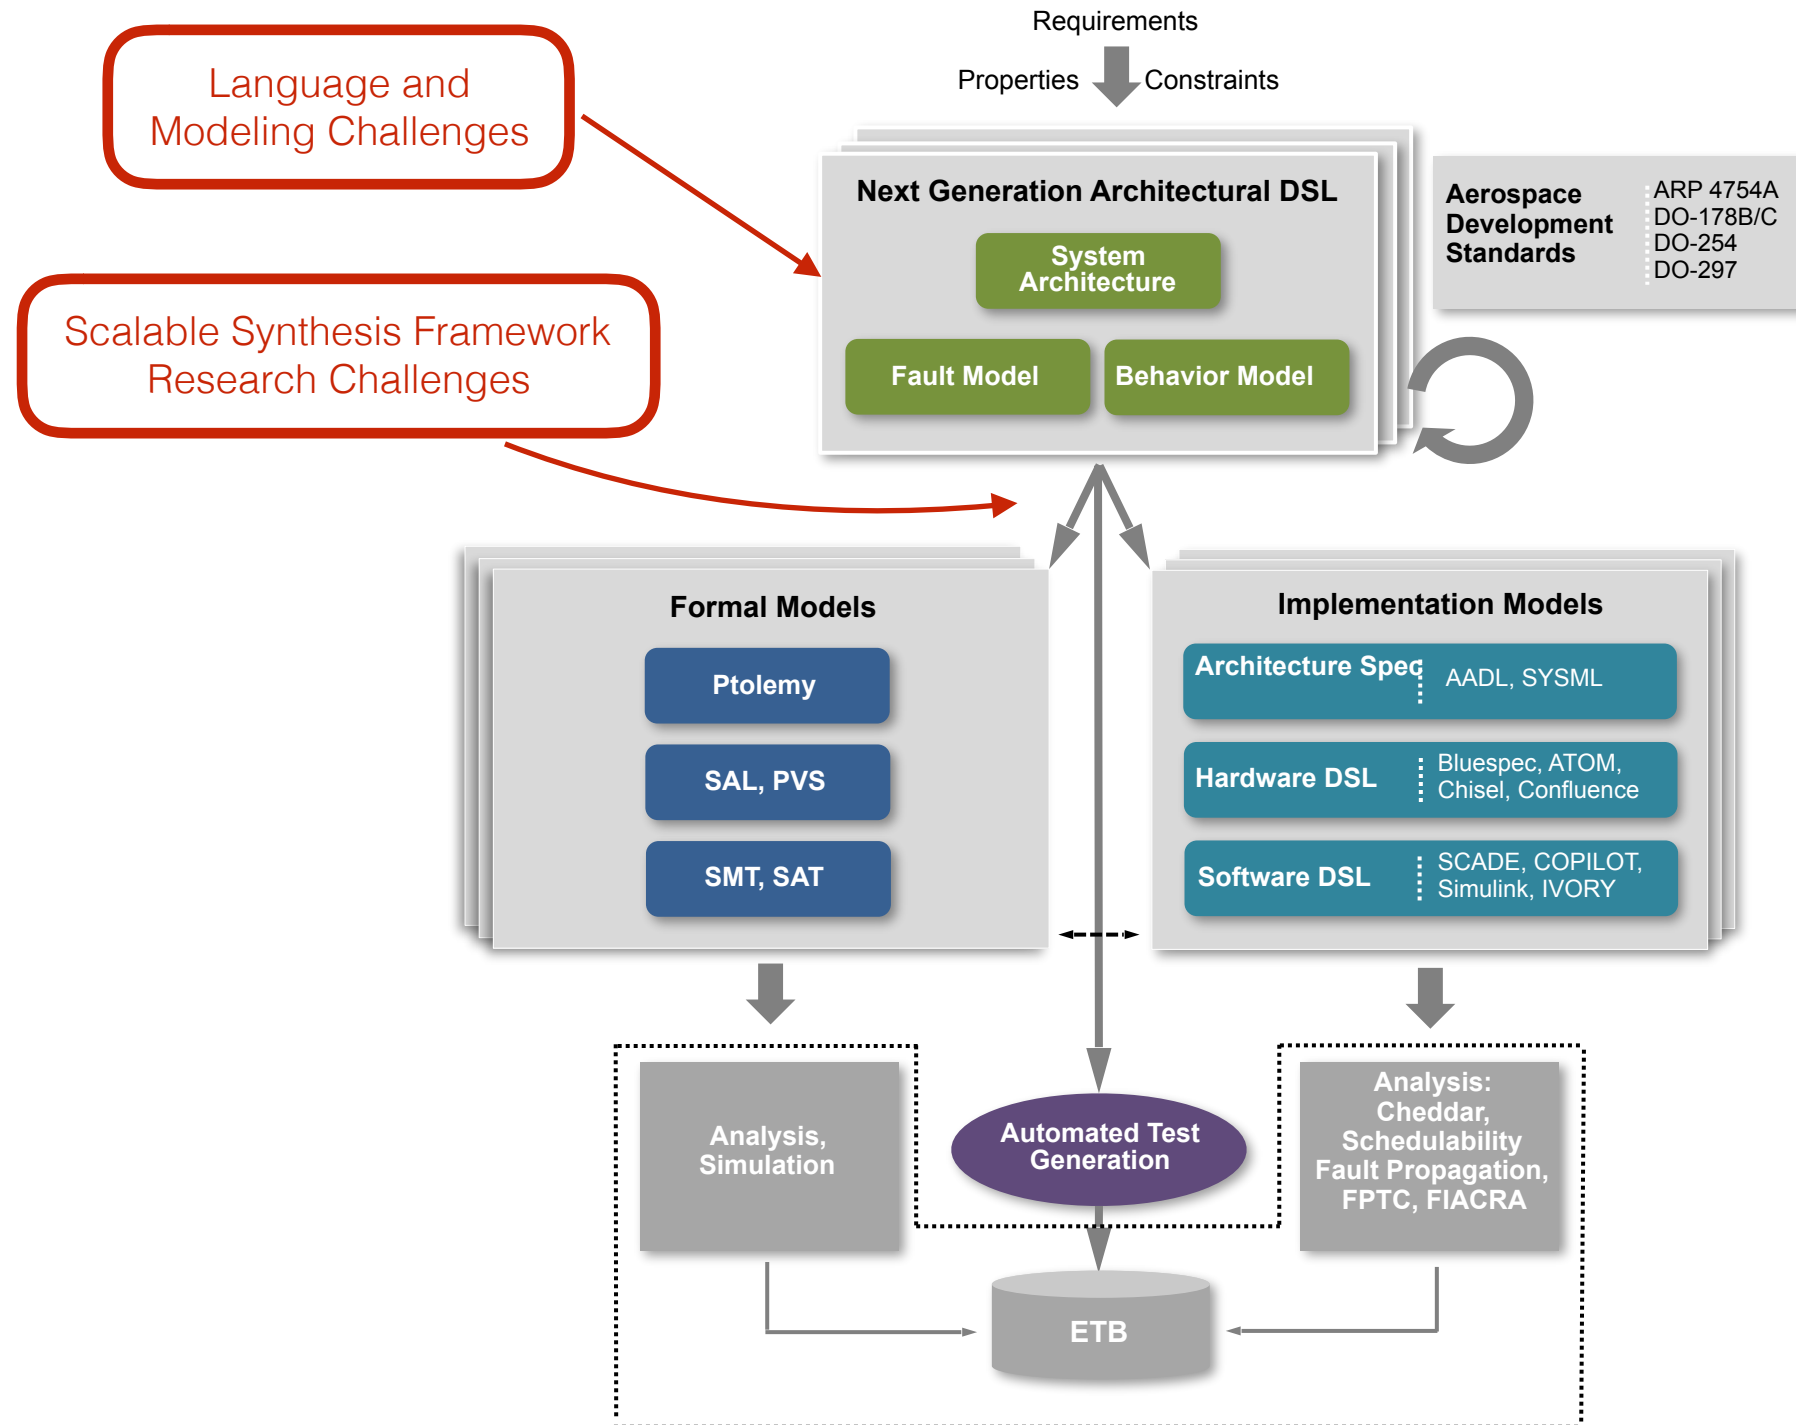 Requirements
Properties
Constraints
Language and
Modeling Challenges
Next Generation Architectural DSL
System
Architecture
Fault Model
Behavior Model
Aerospace
Development
Standards
ARP 4754A
DO-178B/C
DO-254
DO-297
Scalable Synthesis Framework
Research Challenges
Formal Models
Ptolemy
SAL, PVS
SMT, SAT
Implementation Models
Architecture Spec
AADL, SYSML
Hardware DSL
Bluespec, ATOM,
Chisel, Confluence
Software DSL
SCADE, COPILOT,
Simulink, IVORY
Analysis,
Simulation
Automated Test
Generation
Analysis:
Cheddar,
Schedulability
Fault Propagation,
FPTC, FIACRA
ETB